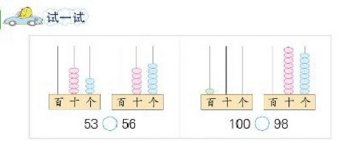 试一试
百 十 个 百 十 个 百 十 个 百 十 个
53 ○ 56 100 ○ 98